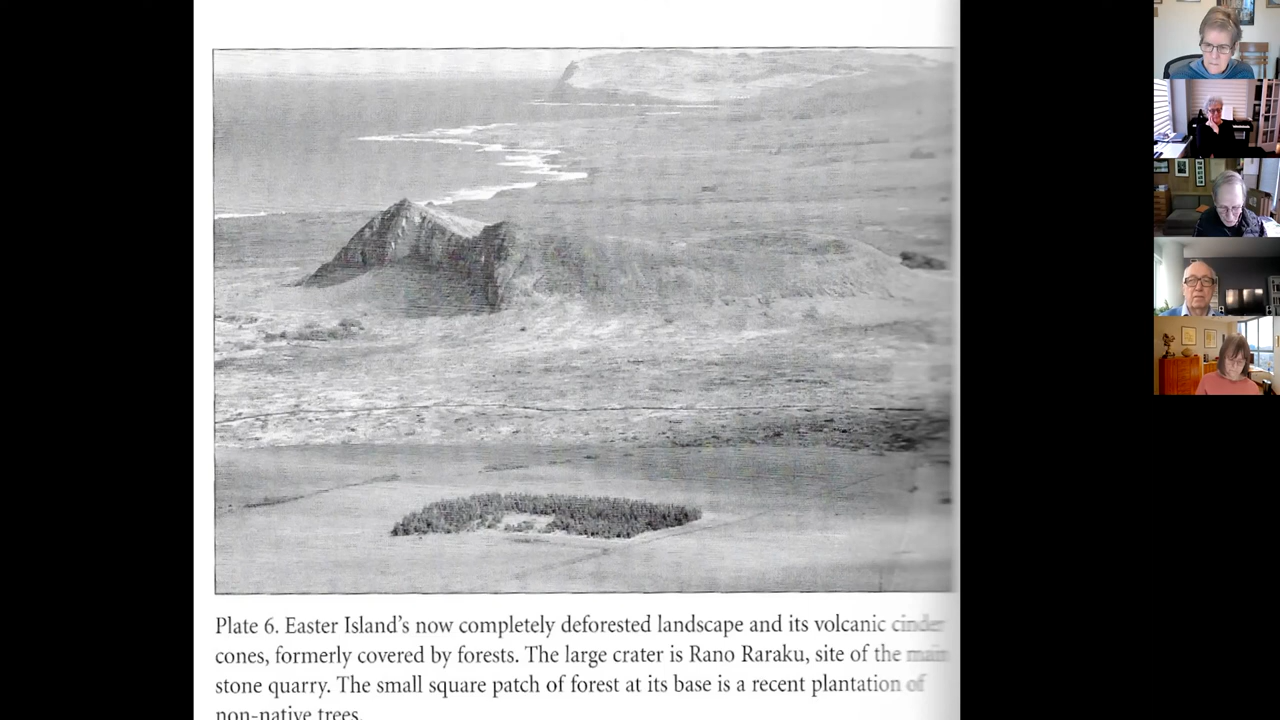 Plate 6. Easter Island's now completely deforested landscape and its volcanic cinder
cones, formerly covered by forests. The large crater is Rano Raraku, site of the main
stone quarry. The small square patch of forest at its base is a recent plantation of
non-native trees.